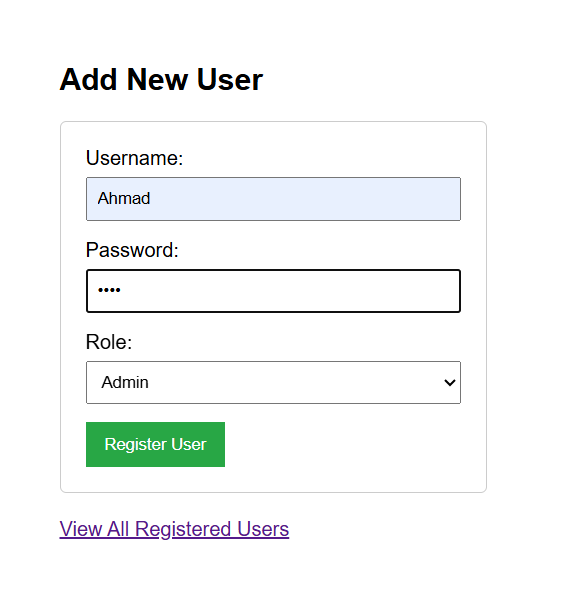 Add New User
Username:
Ahmad
Password:
••••
Role:
Admin
Register User
View All Registered Users